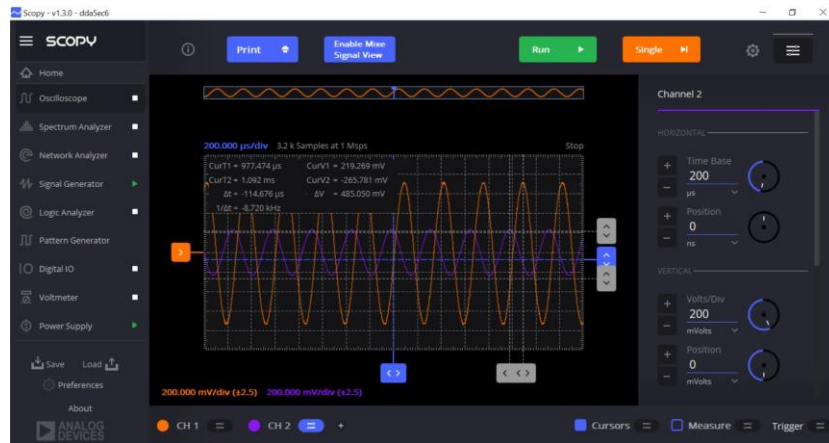 Scopy - v1.3.0 - dda5ec6
SCOPY
Print
Enable Mixe
Signal View
Run
Single
Home
Oscilloscope
Spectrum Analyzer
Network Analyzer
Signal Generator
Logic Analyzer
Pattern Generator
Digital IO
Voltmeter
Power Supply
Save Load
Preferences
About
ANALOG
DEVICES
200.000 µs/div 3.2 k Samples at 1 Msps Stop
CurT1 = 977.474 µs CurV1 = 219.269 mV
CurT2 = 1.092 ms CurV2 = -265.781 mV
Δt = -114.676 µs ΔV = 485.050 mV
1/Δt = -8.720 kHz
200.000 mV/div (±2.5) 200.000 mV/div (±2.5)
CH 1 CH 2 + Cursors Measure Trigger
Channel 2
HORIZONTAL
Time Base
200
µs
Position
0
ns
VERTICAL
Volts/Div
200
mVolts
Position
0
mVolts